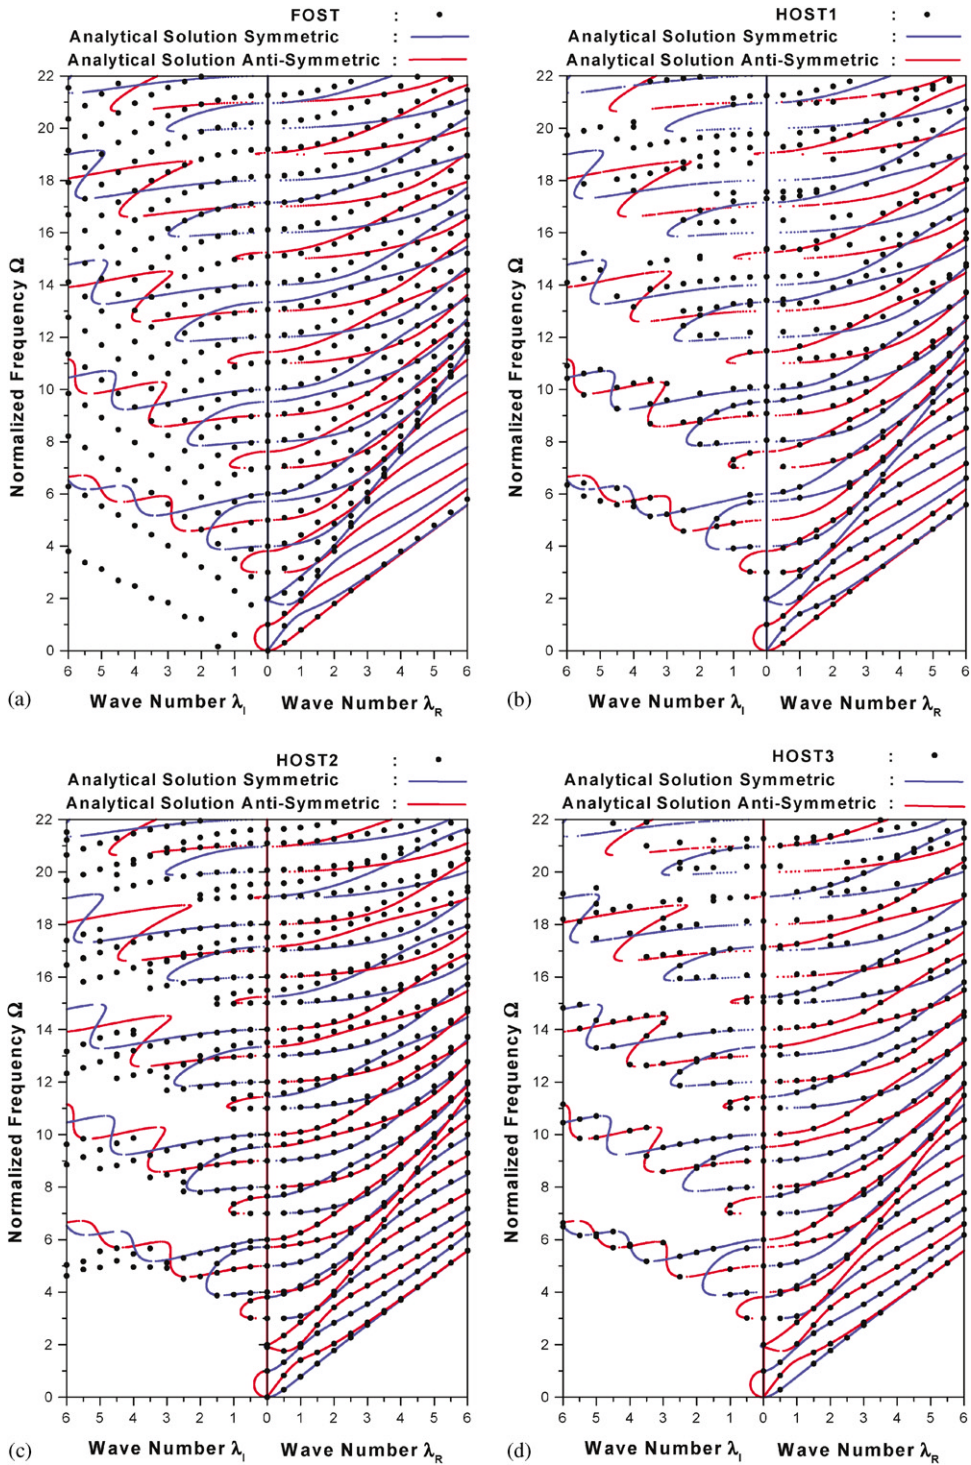 FOST : •
Analytical Solution Symmetric :
Analytical Solution Anti-Symmetric :
22
20
18
16
14
12
10
8
6
4
2
0
Normalized Frequency Ω
6 5 4 3 2 1 0 1 2 3 4 5 6
(a) Wave Number λI Wave Number λR
HOST1 : •
Analytical Solution Symmetric :
Analytical Solution Anti-Symmetric :
22
20
18
16
14
12
10
8
6
4
2
0
Normalized Frequency Ω
6 5 4 3 2 1 0 1 2 3 4 5 6
(b) Wave Number λI Wave Number λR
HOST2 : •
Analytical Solution Symmetric :
Analytical Solution Anti-Symmetric :
22
20
18
16
14
12
10
8
6
4
2
0
Normalized Frequency Ω
6 5 4 3 2 1 0 1 2 3 4 5 6
(c) Wave Number λI Wave Number λR
HOST3 : •
Analytical Solution Symmetric :
Analytical Solution Anti-Symmetric :
22
20
18
16
14
12
10
8
6
4
2
0
Normalized Frequency Ω
6 5 4 3 2 1 0 1 2 3 4 5 6
(d) Wave Number λI Wave Number λR